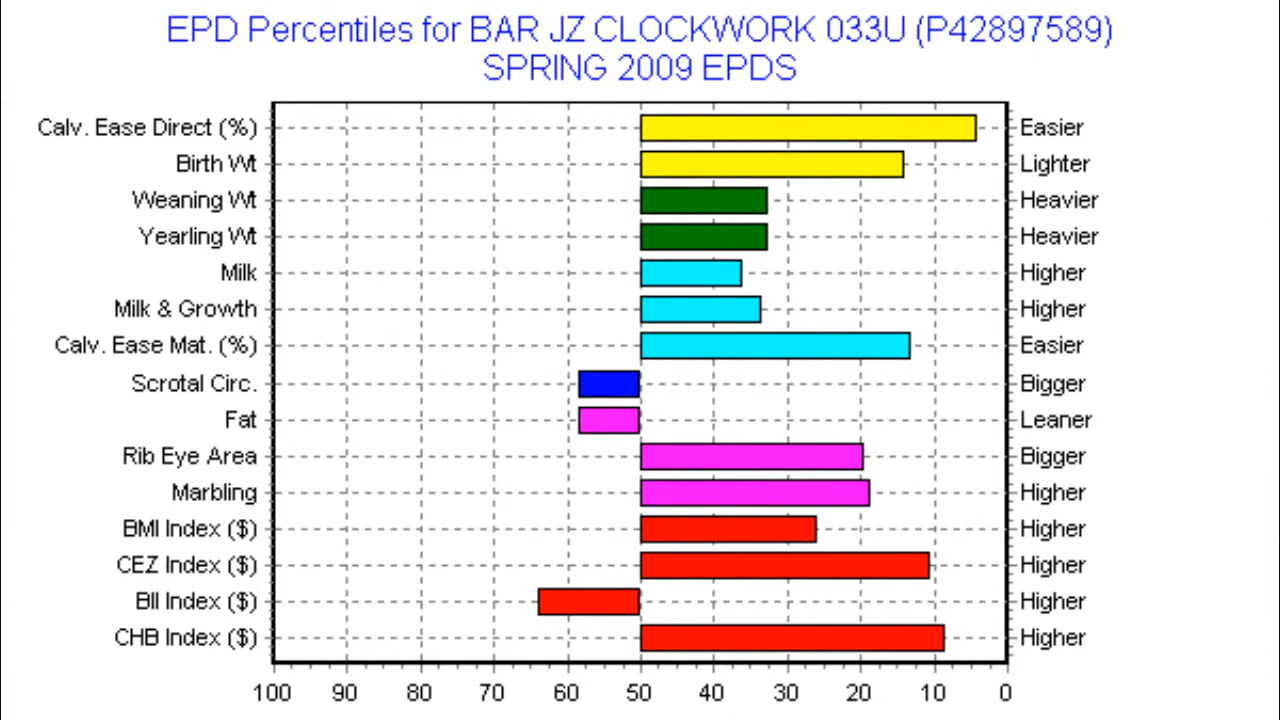 EPD Percentiles for BAR JZ CLOCKWORK 033U (P42897589)
SPRING 2009 EPDS
Calv. Ease Direct (%) Easier
Birth Wt Lighter
Weaning Wt Heavier
Yearling Wt Heavier
Milk Higher
Milk & Growth Higher
Calv. Ease Mat. (%) Easier
Scrotal Circ. Bigger
Fat Leaner
Rib Eye Area Bigger
Marbling Higher
BMI Index ($) Higher
CEZ Index ($) Higher
BII Index ($) Higher
CHB Index ($) Higher
100 90 80 70 60 50 40 30 20 10 0